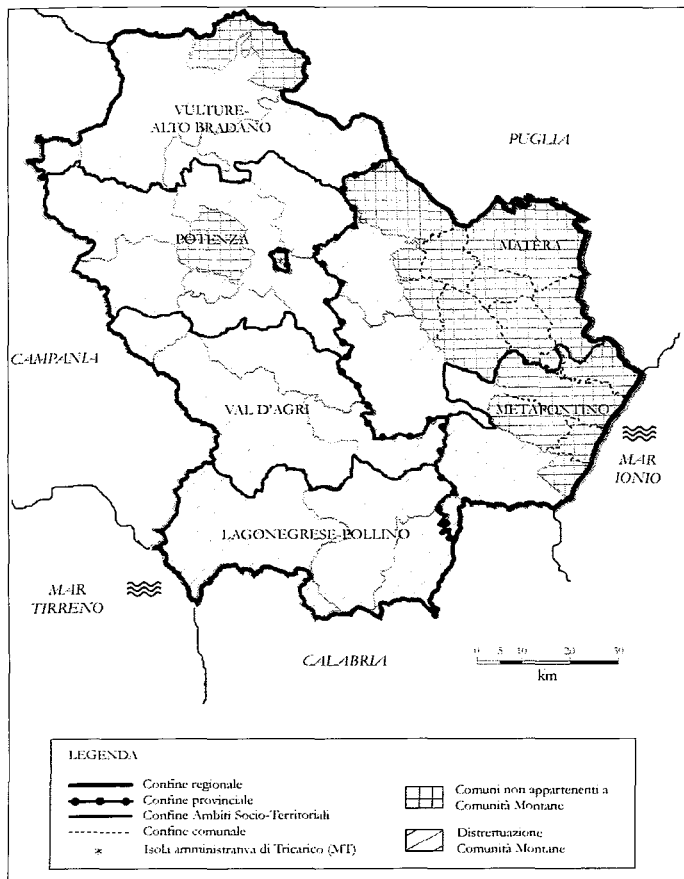 VULTURE-
ALTO BRADANO
PUGLIA
POTENZA
MATERA
CAMPANIA
VAL D'AGRI
METAPONTINO
MAR
IONIO
LAGONEGRESE-POLLINO
MAR
TIRRENO
CALABRIA
0 5 10 20 30
km
LEGENDA
Confine regionale
Confine provinciale
Confine Ambiti Socio-Territoriali
Confine comunale
* Isola amministrativa di Tricarico (MT)
Comuni non appartenenti a
Comunità Montane
Distrettuazione
Comunità Montane